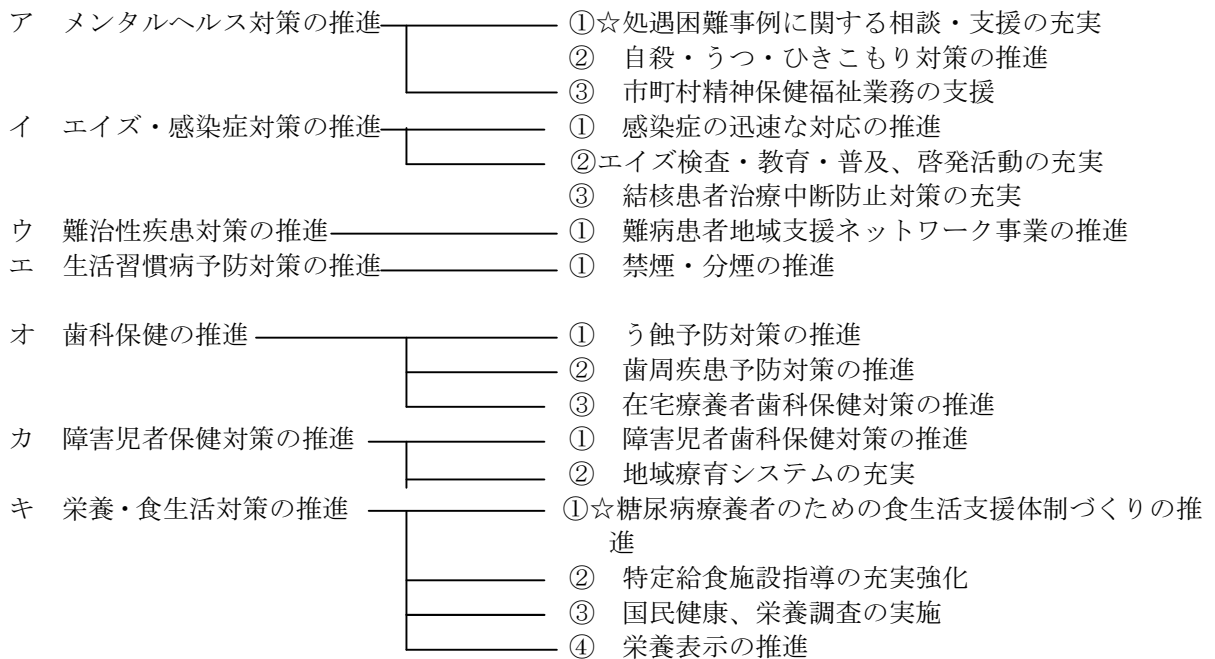 ア　メンタルヘルス対策の推進　①☆処遇困難事例に関する相談・支援の充実
②　自殺・うつ・ひきこもり対策の推進
③　市町村精神保健福祉業務の支援
イ　エイズ・感染症対策の推進　①　感染症の迅速な対応の推進
②エイズ検査・教育・普及、啓発活動の充実
③　結核患者治療中断防止対策の充実
ウ　難治性疾患対策の推進　①　難病患者地域支援ネットワーク事業の推進
エ　生活習慣病予防対策の推進　①　禁煙・分煙の推進
オ　歯科保健の推進　①　う蝕予防対策の推進
②　歯周疾患予防対策の推進
③　在宅療養者歯科保健対策の推進
カ　障害児者保健対策の推進　①　障害児者歯科保健対策の推進
②　地域療育システムの充実
キ　栄養・食生活対策の推進　①☆糖尿病療養者のための食生活支援体制づくりの推
進
②　特定給食施設指導の充実強化
③　国民健康、栄養調査の実施
④　栄養表示の推進